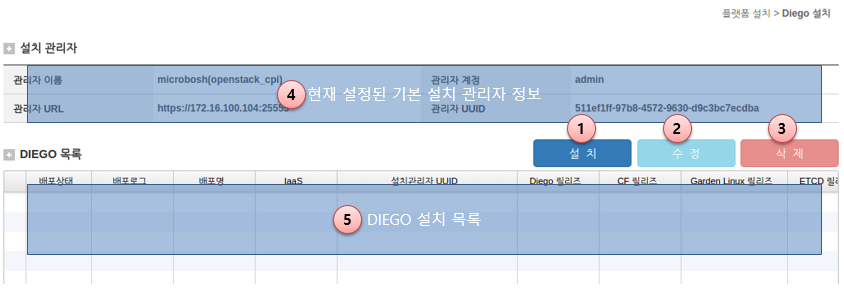 플랫폼 설치 > Diego 설치
설치 관리자
관리자 이름 microbosh(openstack_cpi) 관리자 계정 admin
4 현재 설정된 기본 설치 관리자 정보
관리자 URL https://172.16.100.104:25555 관리자 UUID 511ef1ff-97b8-4572-9630-d9c3bc7ecdba
1 2 3
DIEGO 목록 설 치 수 정 삭 제
배포상태 배포로그 배포명 IaaS 설치관리자 UUID Diego 릴리즈 CF 릴리즈 Garden Linux 릴리즈 ETCD 릴리즈
5 DIEGO 설치 목록